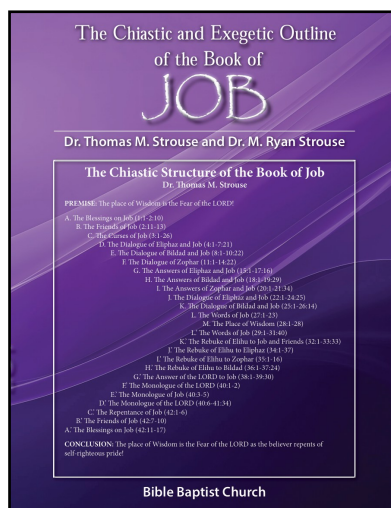 The Chiastic and Exegetic Outline
of the Book of
JOB
Dr. Thomas M. Strouse and Dr. M. Ryan Strouse
The Chiastic Structure of the Book of Job
Dr. Thomas M. Strouse
PREMISE: The place of Wisdom is the Fear of the LORD!
A. The Blessings on Job (1:1-2:10)
B. The Friends of Job (2:11-13)
C. The Curses of Job (3:1-26)
D. The Dialogue of Eliphaz and Job (4:1-7:21)
E. The Dialogue of Bildad and Job (8:1-10:22)
F. The Dialogue of Zophar (11:1-14:22)
G. The Answers of Eliphaz and Job (15:1-17:16)
H. The Answers of Bildad and Job (18:1-19:29)
I. The Answers of Zophar and Job (20:1-21:34)
J. The Dialogue of Eliphaz and Job (22:1-24:25)
K. The Dialogue of Bildad and Job (25:1-26:14)
L. The Words of Job (27:1-23)
M. The Place of Wisdom (28:1-28)
L.' The Words of Job (29:1-31:40)
K.' The Rebuke of Elihu to Job and Friends (32:1-33:33)
J.' The Rebuke of Elihu to Eliphaz (34:1-37)
I.' The Rebuke of Elihu to Zophar (35:1-16)
H.' The Rebuke of Elihu to Bildad (36:1-37:24)
G.' The Answer of the LORD to Job (38:1-39:30)
F.' The Monologue of the LORD (40:1-2)
E.' The Monologue of Job (40:3-5)
D.' The Monologue of the LORD (40:6-41:34)
C.' The Repentance of Job (42:1-6)
B.' The Friends of Job (42:7-10)
A.' The Blessings on Job (42:11-17)
CONCLUSION: The place of Wisdom is the Fear of the LORD as the believer repents of
self-righteous pride!
Bible Baptist Church